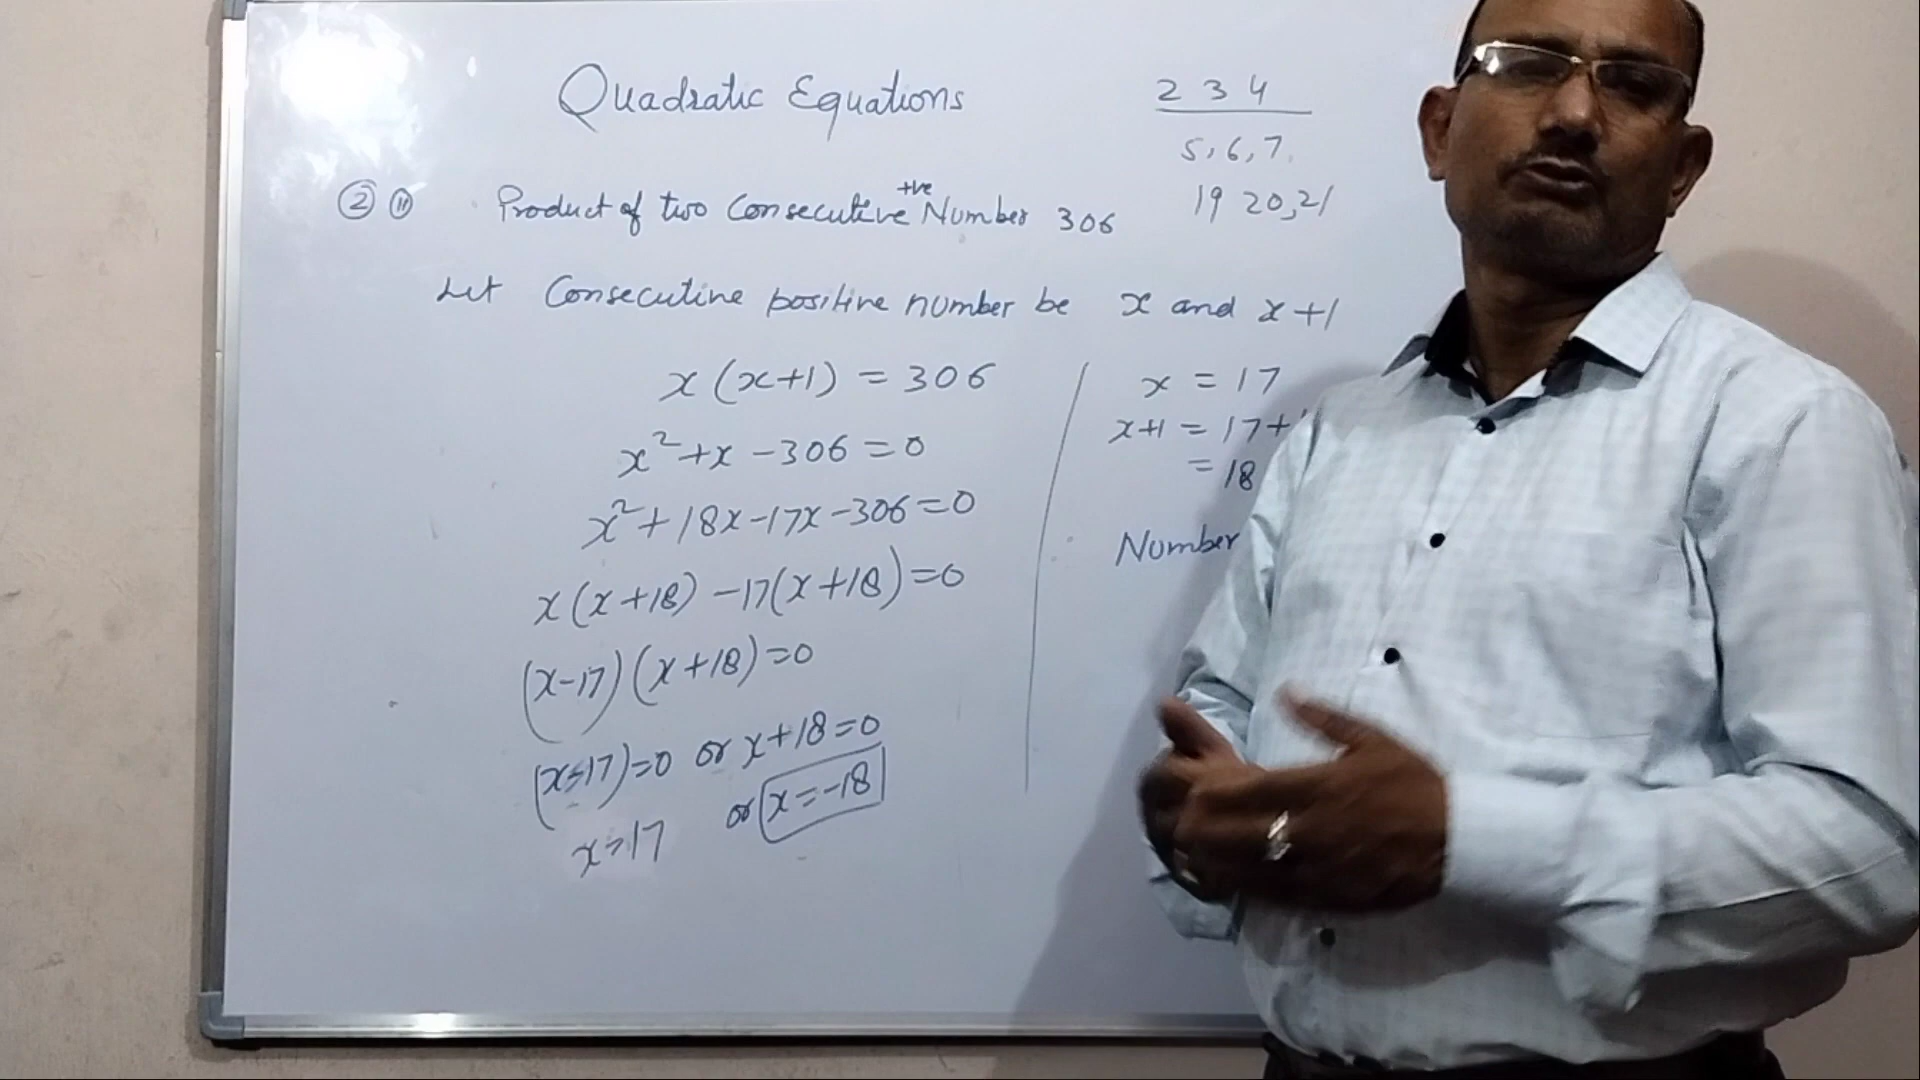 Quadratic Equations
2 3 4
5, 6, 7,
19 20, 21
② (ii) Product of two Consecutive +ve Number 306
Let Consecutive positive number be x and x+1
x(x+1) = 306
x²+x-306=0
x²+18x-17x-306=0
x(x+18)-17(x+18)=0
(x-17)(x+18)=0
(x-17)=0 or x+18=0
x=17 or x=-18
x = 17
x+1 = 17+
= 18
Number